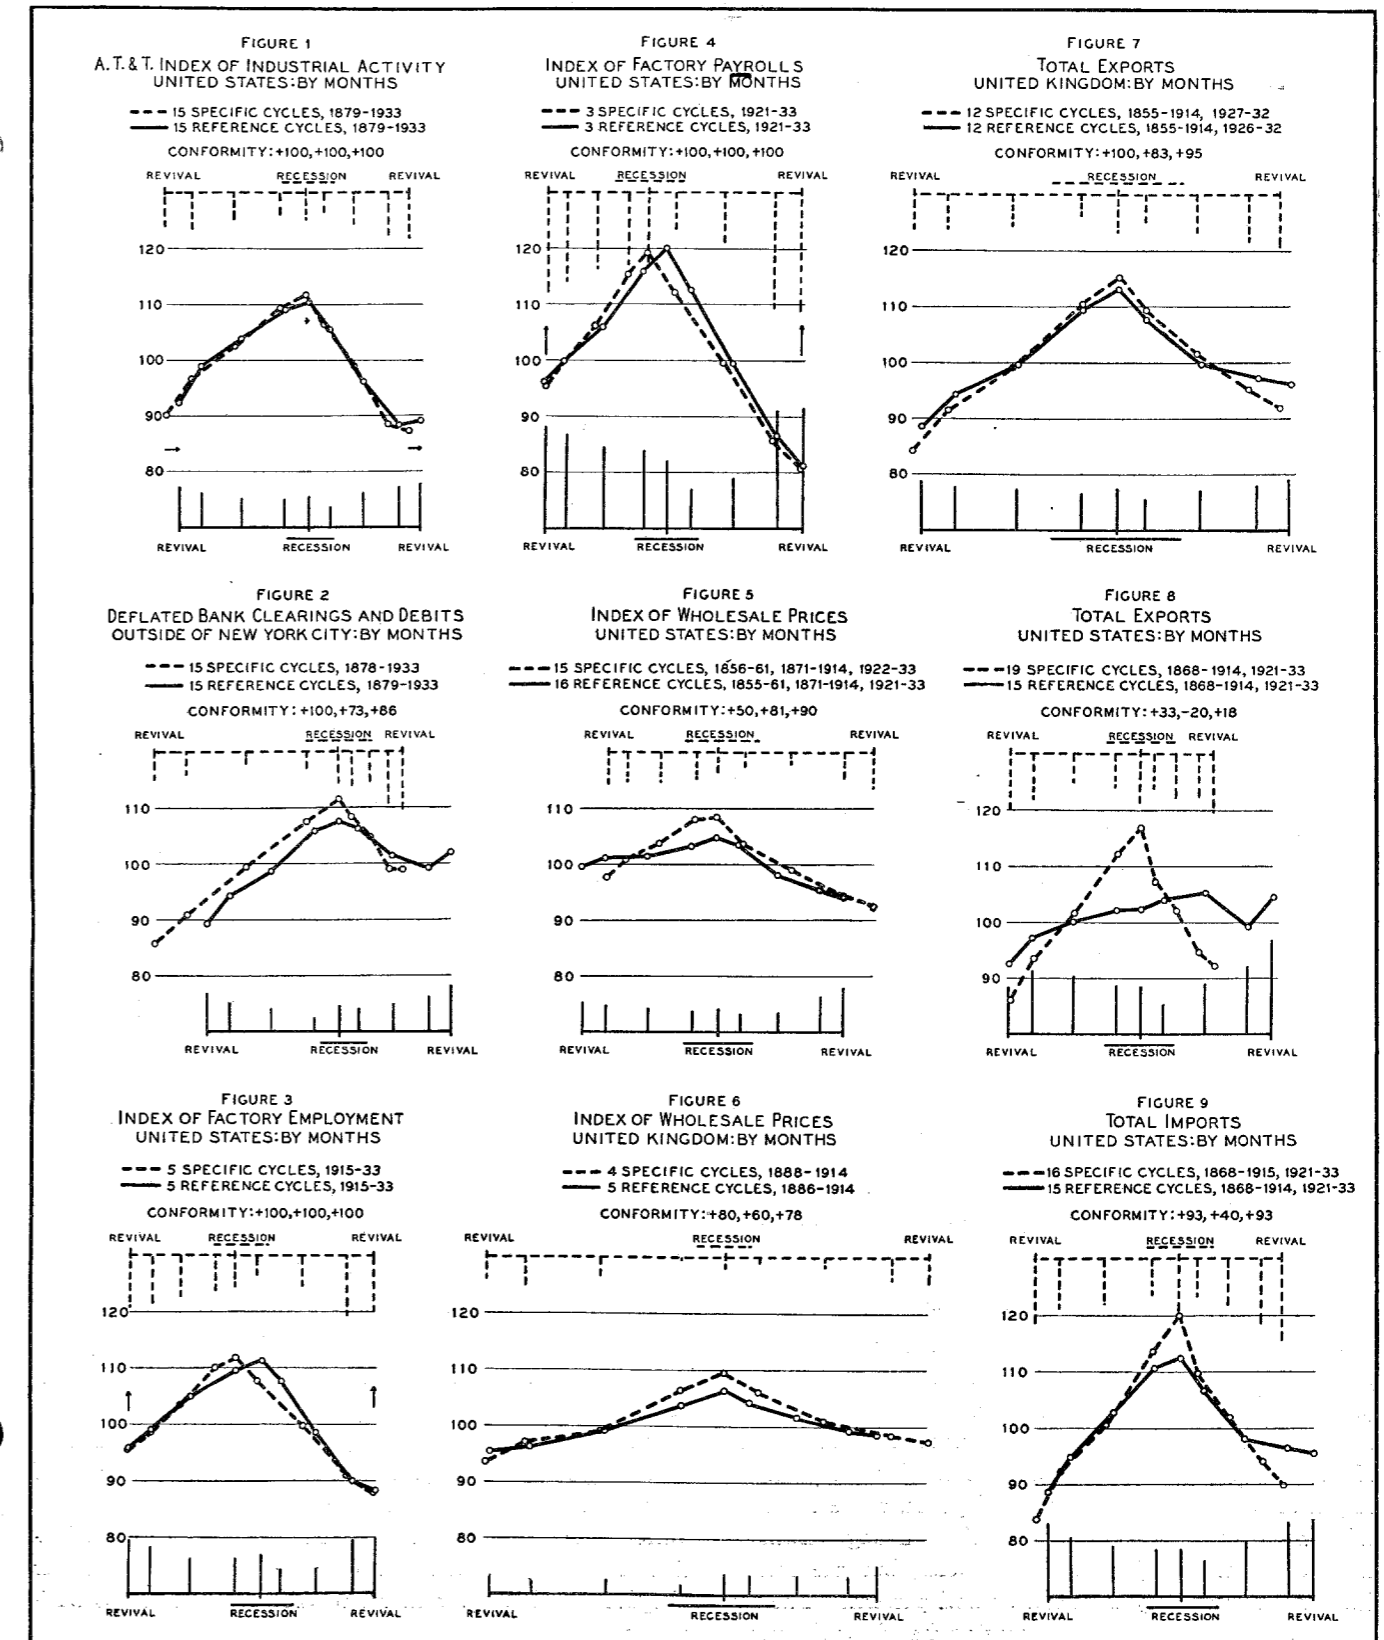 FIGURE 1
A.T.&T. INDEX OF INDUSTRIAL ACTIVITY
UNITED STATES:BY MONTHS
15 SPECIFIC CYCLES, 1879-1933
15 REFERENCE CYCLES, 1879-1933
CONFORMITY:+100,+100,+100
REVIVAL RECESSION REVIVAL
120
110
100
90
80
REVIVAL RECESSION REVIVAL
FIGURE 4
INDEX OF FACTORY PAYROLLS
UNITED STATES:BY MONTHS
3 SPECIFIC CYCLES, 1921-33
3 REFERENCE CYCLES, 1921-33
CONFORMITY:+100,+100,+100
REVIVAL RECESSION REVIVAL
120
110
100
90
80
REVIVAL RECESSION REVIVAL
FIGURE 7
TOTAL EXPORTS
UNITED KINGDOM:BY MONTHS
12 SPECIFIC CYCLES, 1855-1914, 1927-32
12 REFERENCE CYCLES, 1855-1914, 1926-32
CONFORMITY:+100,+83,+95
REVIVAL RECESSION REVIVAL
120
110
100
90
80
REVIVAL RECESSION REVIVAL
FIGURE 2
DEFLATED BANK CLEARINGS AND DEBITS
OUTSIDE OF NEW YORK CITY:BY MONTHS
15 SPECIFIC CYCLES, 1878-1933
15 REFERENCE CYCLES, 1879-1933
CONFORMITY:+100,+73,+86
REVIVAL RECESSION REVIVAL
110
100
90
80
REVIVAL RECESSION REVIVAL
FIGURE 5
INDEX OF WHOLESALE PRICES
UNITED STATES:BY MONTHS
15 SPECIFIC CYCLES, 1856-61, 1871-1914, 1922-33
16 REFERENCE CYCLES, 1855-61, 1871-1914, 1921-33
CONFORMITY:+50,+81,+90
REVIVAL RECESSION REVIVAL
110
100
90
80
REVIVAL RECESSION REVIVAL
FIGURE 8
TOTAL EXPORTS
UNITED STATES:BY MONTHS
19 SPECIFIC CYCLES, 1868-1914, 1921-33
15 REFERENCE CYCLES, 1868-1914, 1921-33
CONFORMITY:+33,-20,+18
REVIVAL RECESSION REVIVAL
120
110
100
90
REVIVAL RECESSION REVIVAL
FIGURE 3
INDEX OF FACTORY EMPLOYMENT
UNITED STATES:BY MONTHS
5 SPECIFIC CYCLES, 1915-33
5 REFERENCE CYCLES, 1915-33
CONFORMITY:+100,+100,+100
REVIVAL RECESSION REVIVAL
120
110
100
90
80
REVIVAL RECESSION REVIVAL
FIGURE 6
INDEX OF WHOLESALE PRICES
UNITED KINGDOM:BY MONTHS
4 SPECIFIC CYCLES, 1888-1914
5 REFERENCE CYCLES, 1886-1914
CONFORMITY:+80,+60,+78
REVIVAL RECESSION REVIVAL
120
110
100
90
80
REVIVAL RECESSION REVIVAL
FIGURE 9
TOTAL IMPORTS
UNITED STATES:BY MONTHS
16 SPECIFIC CYCLES, 1868-1915, 1921-33
15 REFERENCE CYCLES, 1868-1914, 1921-33
CONFORMITY:+93,+40,+93
REVIVAL RECESSION REVIVAL
120
110
100
90
80
REVIVAL RECESSION REVIVAL